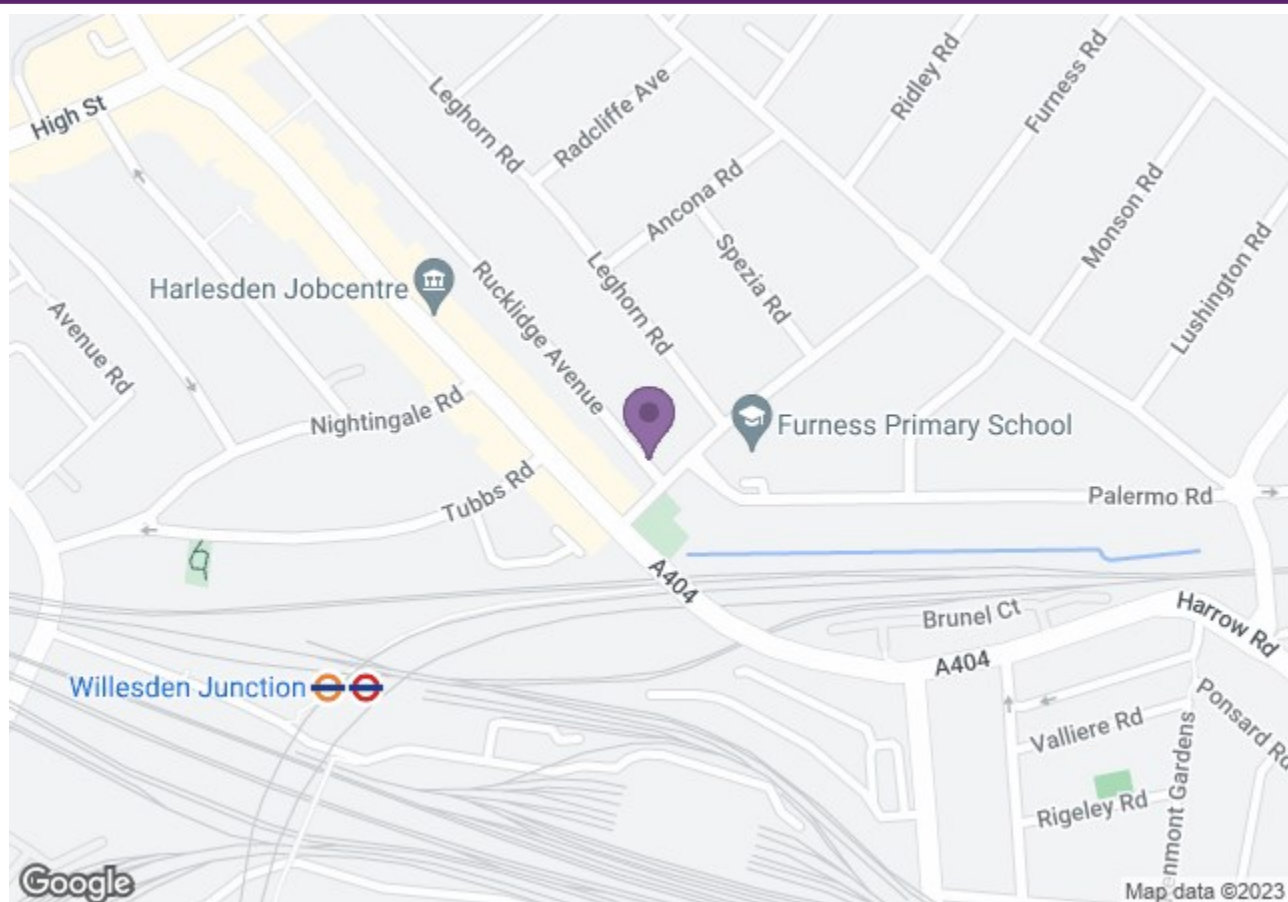 High St
Leghorn Rd
Radcliffe Ave
Ridley Rd
Furness Rd
Ancona Rd
Monson Rd
Spezia Rd
Lushington Rd
Harlesden Jobcentre
Rucklidge Avenue
Leghorn Rd
Avenue Rd
Nightingale Rd
Furness Primary School
Tubbs Rd
Palermo Rd
A404
Brunel Ct
Harrow Rd
A404
Willesden Junction
Valliere Rd
Ponsard Rd
Rigeley Rd
enmont Gardens
Google
Map data ©2023